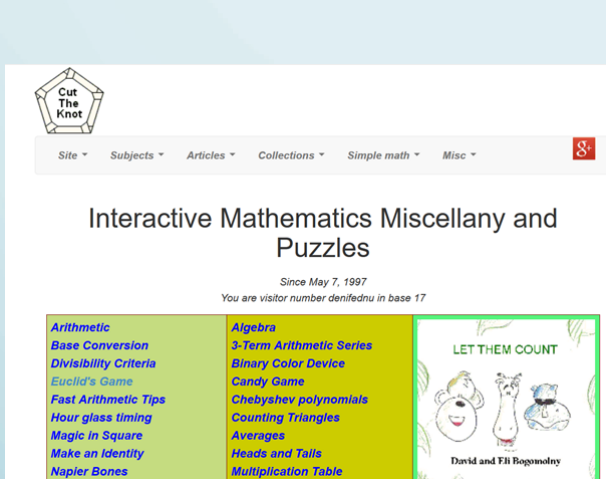 Cut
The
Knot
Site Subjects Articles Collections Simple math Misc
g+
Interactive Mathematics Miscellany and
Puzzles
Since May 7, 1997
You are visitor number denifednu in base 17
Arithmetic
Base Conversion
Divisibility Criteria
Euclid's Game
Fast Arithmetic Tips
Hour glass timing
Magic in Square
Make an Identity
Napier Bones
Algebra
3-Term Arithmetic Series
Binary Color Device
Candy Game
Chebyshev polynomials
Counting Triangles
Averages
Heads and Tails
Multiplication Table
LET THEM COUNT
David and Eli Bogomolny